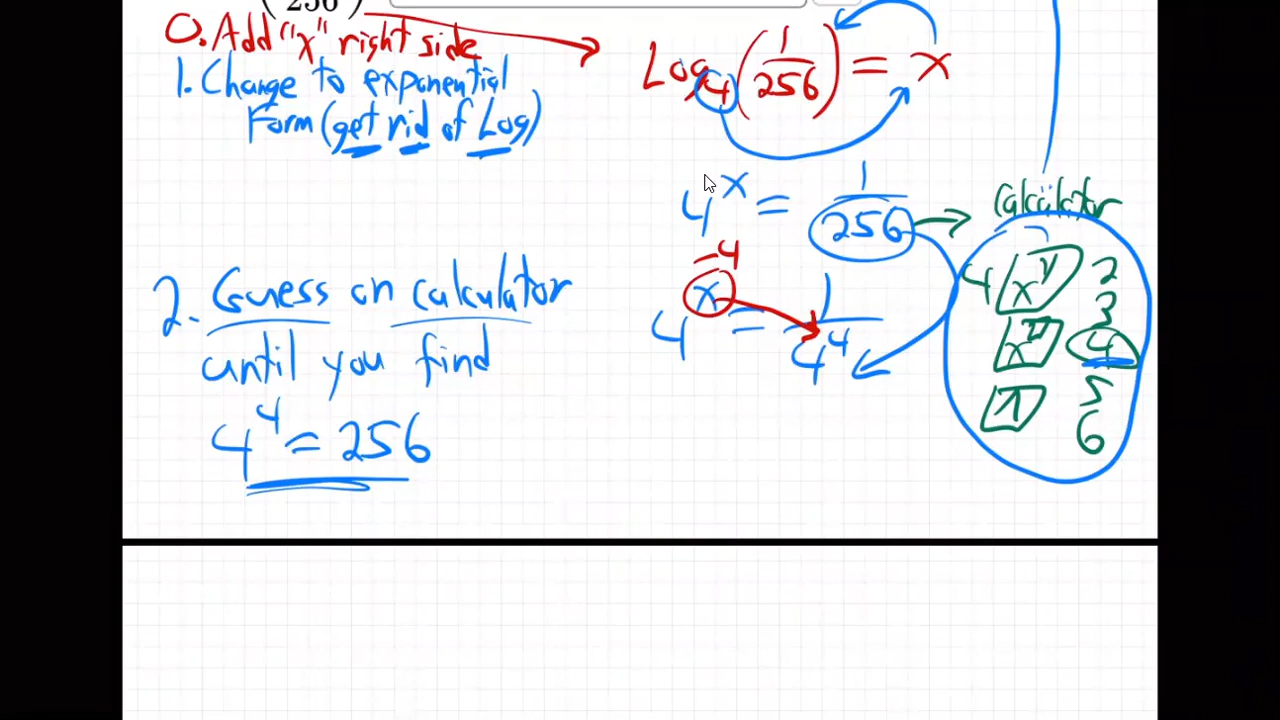 256
0. Add "x" right side
1. Change to exponential
Form (get rid of Log)
Log₄(1/256) = x
4^x = 1/256
-4
4^x = 1/4^4
2. Guess on calculator
until you find
4^4 = 256
Calculator
4 x^y 2
3
x^y 4
5
6